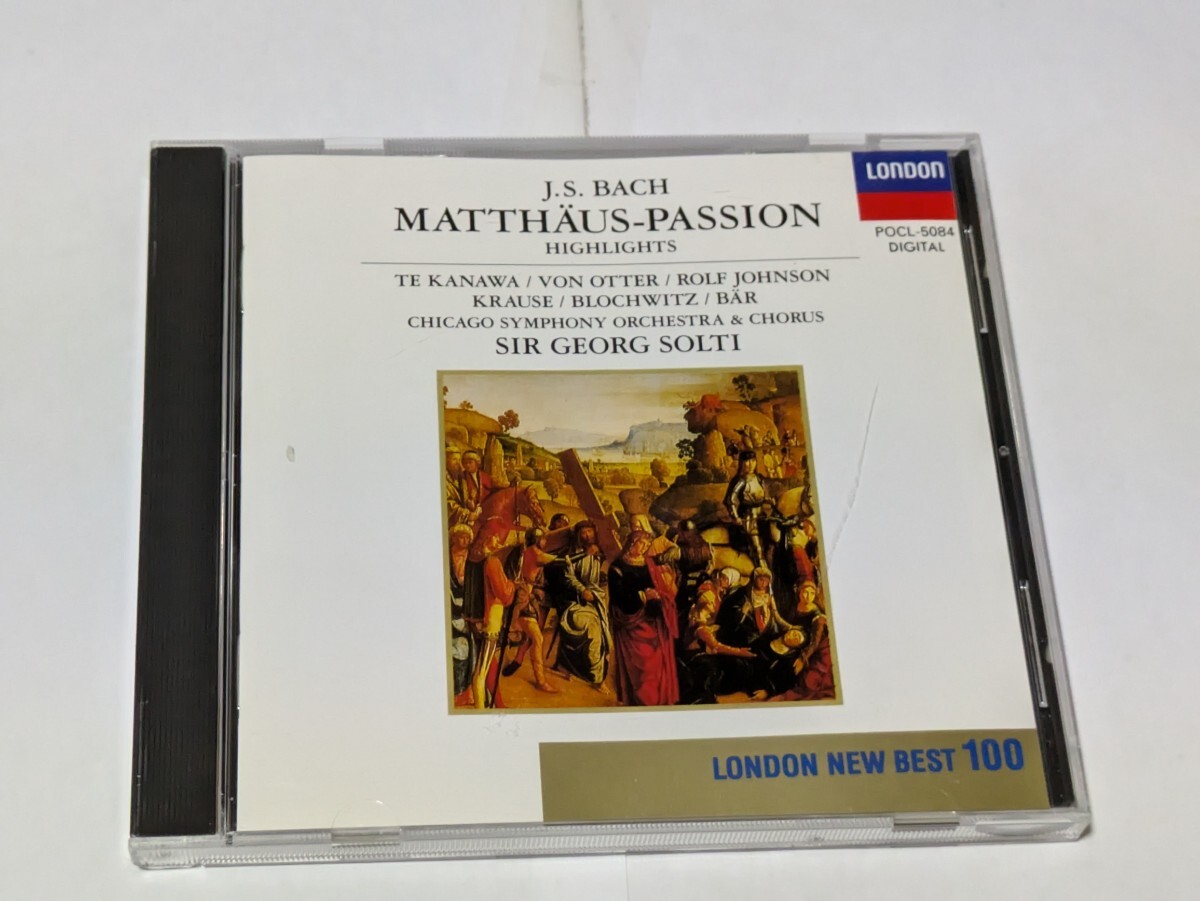 J.S. BACH
MATTHÄUS-PASSION
HIGHLIGHTS
TE KANAWA / VON OTTER / ROLF JOHNSON
KRAUSE / BLOCHWITZ / BÄR
CHICAGO SYMPHONY ORCHESTRA & CHORUS
SIR GEORG SOLTI
LONDON
POCL-5084
DIGITAL
LONDON NEW BEST 100